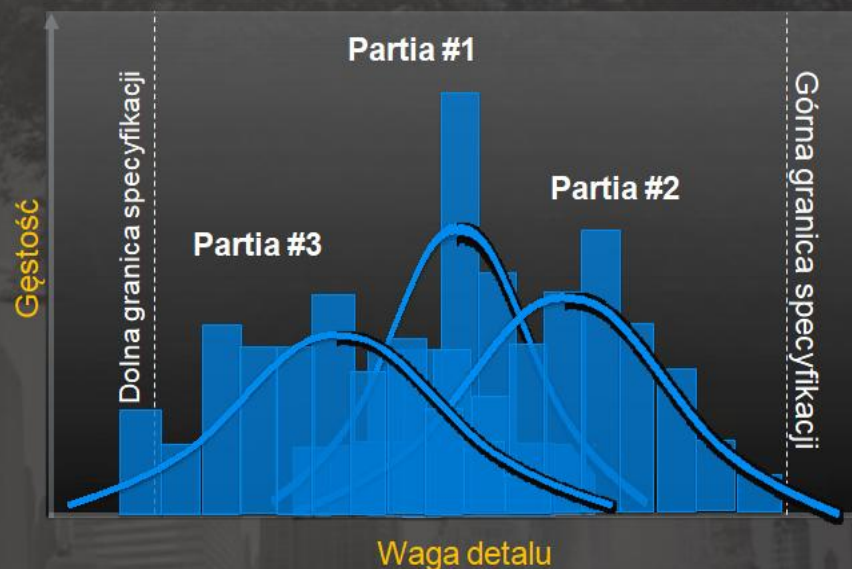 Partia #1
Partia #2
Partia #3
Dolna granica specyfikacji
Górna granica specyfikacji
Gęstość
Waga detalu